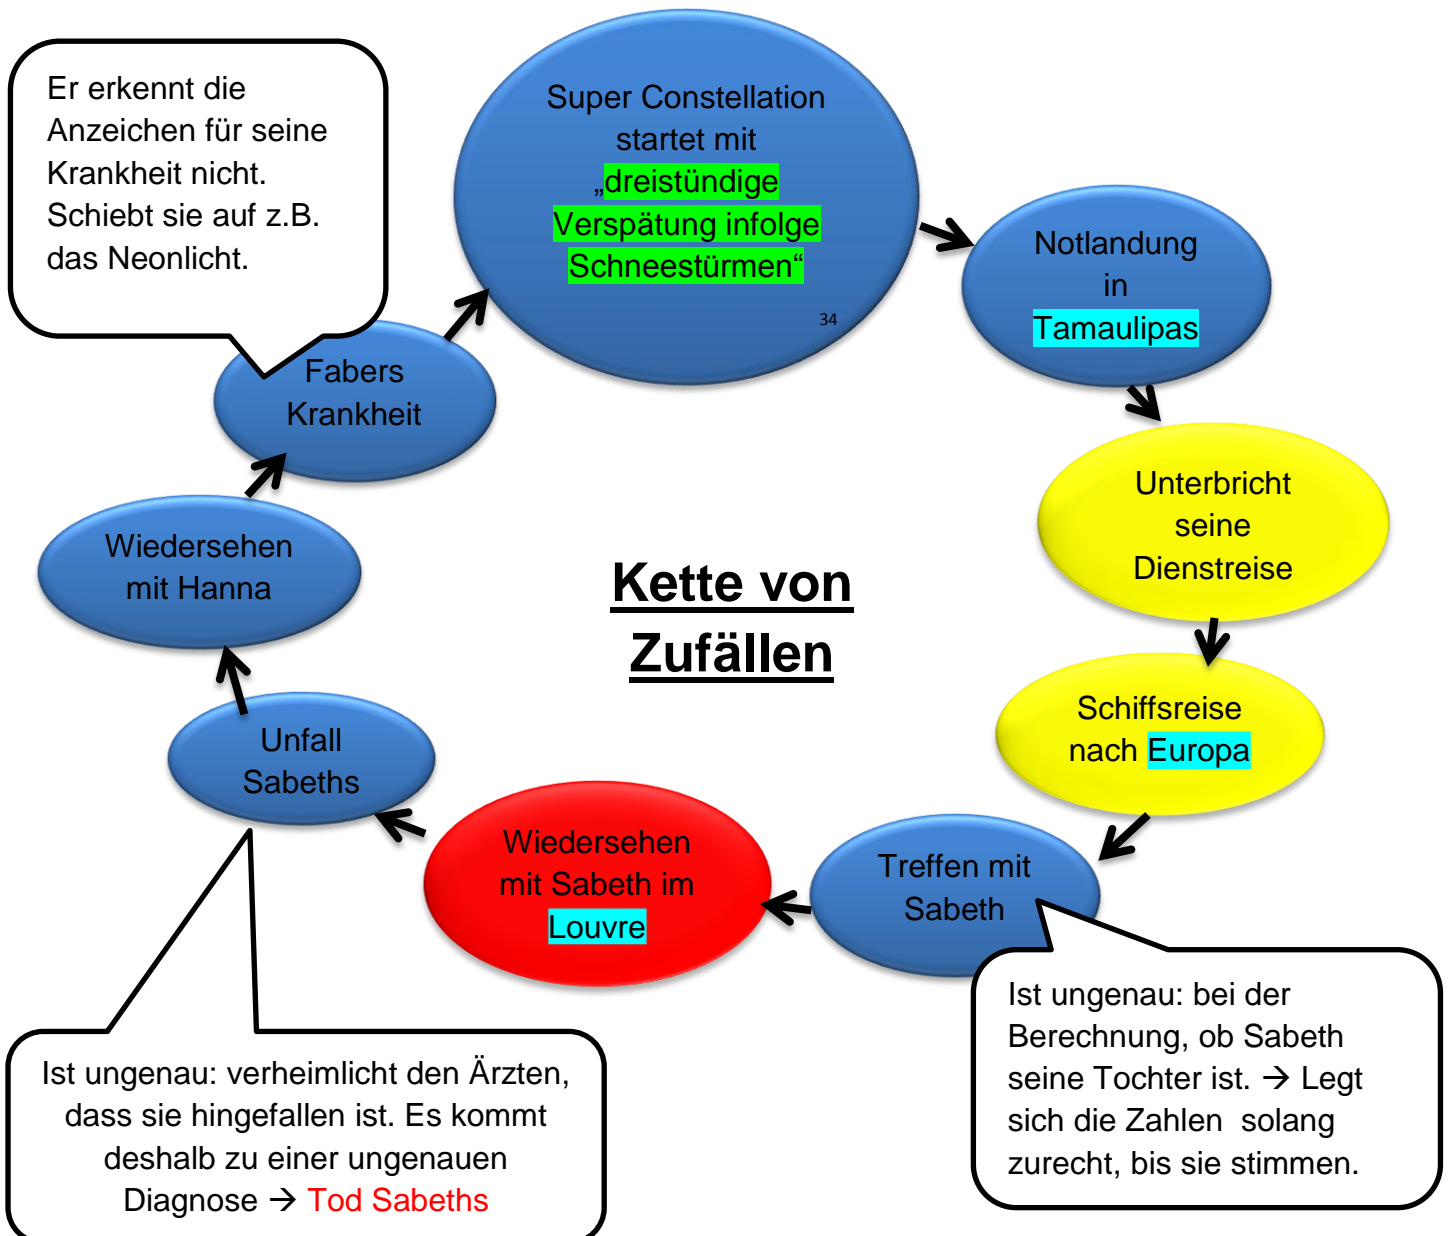 Er erkennt die
Anzeichen für seine
Krankheit nicht.
Schiebt sie auf z.B.
das Neonlicht.
Super Constellation
startet mit
„dreistündige
Verspätung infolge
Schneestürmen“
34
Notlandung
in
Tamaulipas
Unterbricht
seine
Dienstreise
Schiffsreise
nach Europa
Treffen mit
Sabeth
Ist ungenau: bei der
Berechnung, ob Sabeth
seine Tochter ist. → Legt
sich die Zahlen solang
zurecht, bis sie stimmen.
Wiedersehen
mit Sabeth im
Louvre
Unfall
Sabeths
Ist ungenau: verheimlicht den Ärzten,
dass sie hingefallen ist. Es kommt
deshalb zu einer ungenauen
Diagnose → Tod Sabeths
Wiedersehen
mit Hanna
Fabers
Krankheit
Kette von
Zufällen